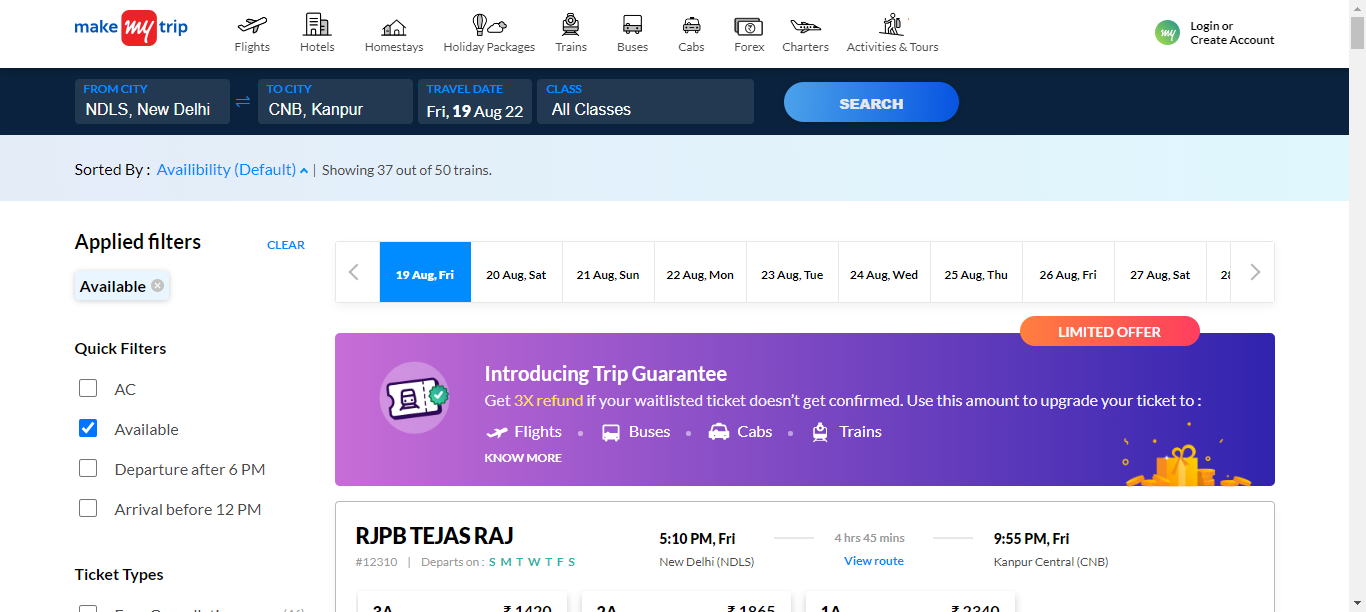 make my trip
Flights
Hotels
Homestays
Holiday Packages
Trains
Buses
Cabs
Forex
Charters
Activities & Tours
my
Login or
Create Account
FROM CITY
NDLS, New Delhi
TO CITY
CNB, Kanpur
TRAVEL DATE
Fri, 19 Aug 22
CLASS
All Classes
SEARCH
Sorted By : Availibility (Default) | Showing 37 out of 50 trains.
Applied filters
CLEAR
Available
Quick Filters
AC
Available
Departure after 6 PM
Arrival before 12 PM
Ticket Types
19 Aug, Fri
20 Aug, Sat
21 Aug, Sun
22 Aug, Mon
23 Aug, Tue
24 Aug, Wed
25 Aug, Thu
26 Aug, Fri
27 Aug, Sat
LIMITED OFFER
Introducing Trip Guarantee
Get 3X refund if your waitlisted ticket doesn’t get confirmed. Use this amount to upgrade your ticket to :
Flights • Buses • Cabs • Trains
KNOW MORE
RJPB TEJAS RAJ
#12310 | Departs on : S M T W T F S
5:10 PM, Fri
New Delhi (NDLS)
4 hrs 45 mins
View route
9:55 PM, Fri
Kanpur Central (CNB)
3A ₹ 1420
2A ₹ 1865
1A ₹ 2340